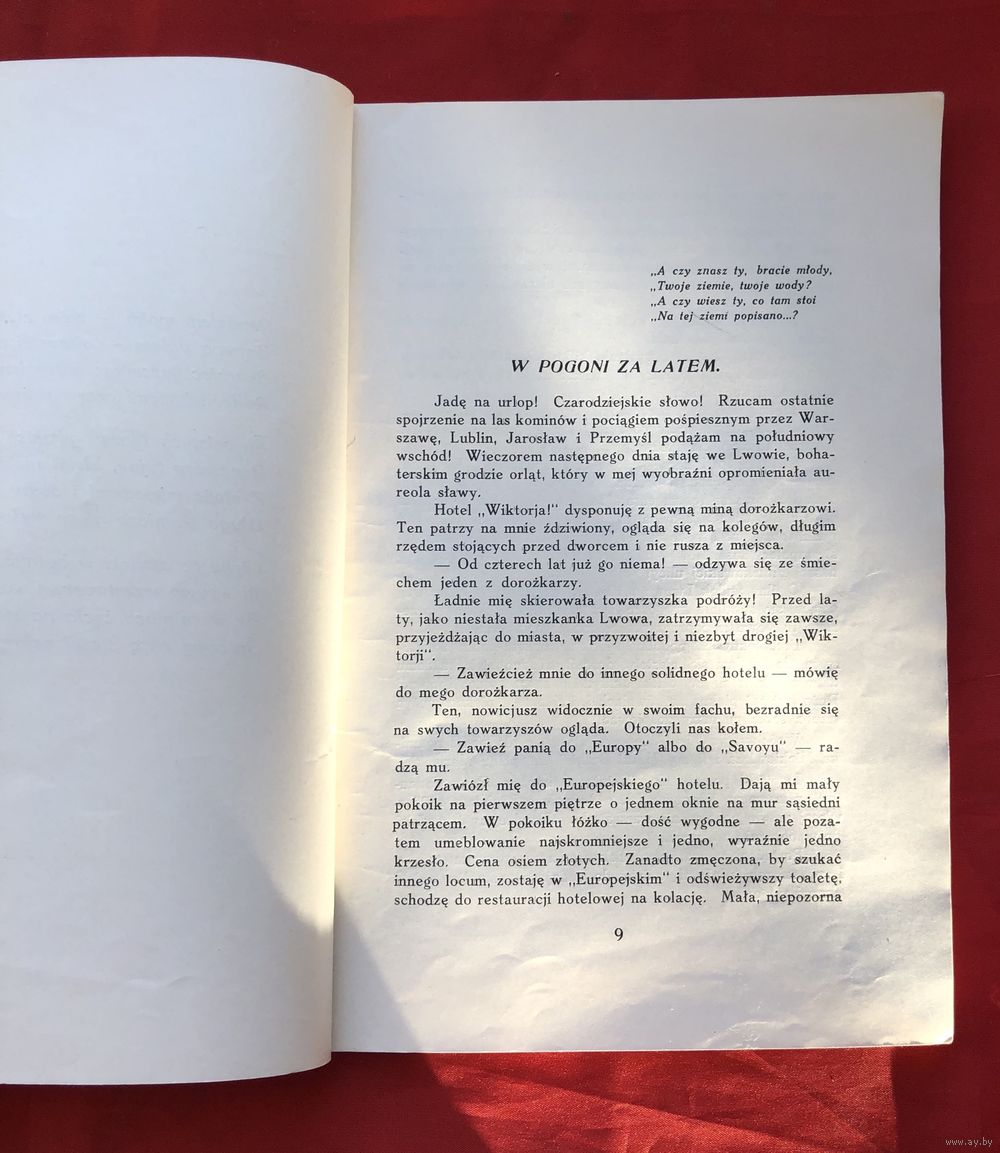 „A czy znasz ty, bracie młody,
„Twoje ziemie, twoje wody?
„A czy wiesz ty, co tam stoi
„Na tej ziemi popisano...?
W POGONI ZA LATEM.
Jadę na urlop! Czarodziejskie słowo! Rzucam ostatnie
spojrzenie na las kominów i pociągiem pośpiesznym przez War-
szawę, Lublin, Jarosław i Przemyśl podążam na południowy
wschód! Wieczorem następnego dnia staję we Lwowie, boha-
terskim grodzie orląt, który w mej wyobraźni opromieniała au-
reola sławy.
Hotel „Wiktorja!“ dysponuję z pewną miną dorożkarzowi.
Ten patrzy na mnie ździwiony, ogląda się na kolegów, długim
rzędem stojących przed dworcem i nie rusza z miejsca.
— Od czterech lat już go niema! — odzywa się ze śmie-
chem jeden z dorożkarzy.
Ładnie mię skierowała towarzyszka podróży! Przed la-
ty, jako niestała mieszkanka Lwowa, zatrzymywała się zawsze,
przyjeżdżając do miasta, w przyzwoitej i niezbyt drogiej „Wik-
torji“.
— Zawieźcież mnie do innego solidnego hotelu — mówię
do mego dorożkarza.
Ten, nowicjusz widocznie w swoim fachu, bezradnie się
na swych towarzyszów ogląda. Otoczyli nas kołem.
— Zawieź panią do „Europy“ albo do „Savoyu“ — ra-
dzą mu.
Zawiózł mię do „Europejskiego“ hotelu. Dają mi mały
pokoik na pierwszem piętrze o jednem oknie na mur sąsiedni
patrzącem. W pokoiku łóżko — dość wygodne — ale poza-
tem umeblowanie najskromniejsze i jedno, wyraźnie jedno
krzesło. Cena osiem złotych. Zanadto zmęczona, by szukać
innego locum, zostaję w „Europejskim“ i odświeżywszy toaletę,
schodzę do restauracji hotelowej na kolację. Mała, niepozorna
9
www.ay.by